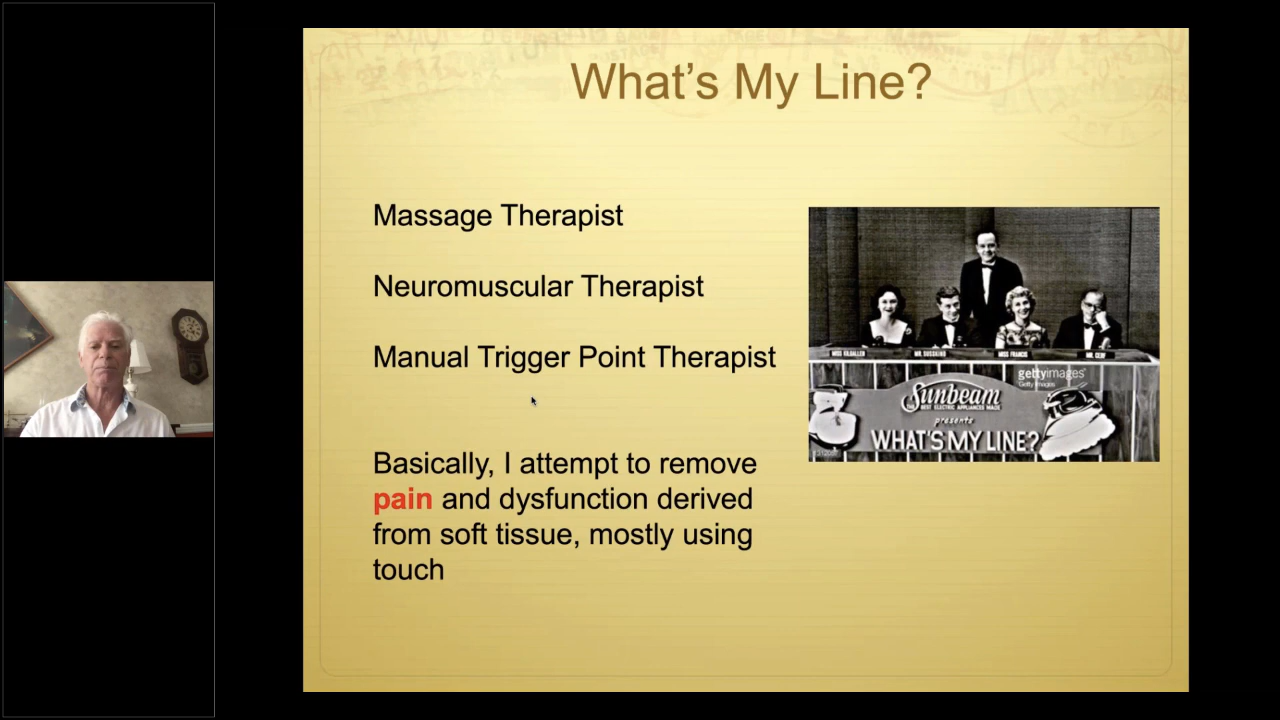 What's My Line?
Massage Therapist
Neuromuscular Therapist
Manual Trigger Point Therapist
Basically, I attempt to remove
pain and dysfunction derived
from soft tissue, mostly using
touch
MISS KILGALLEN
MISS FRANCIS
MR. CERF
gettyimages®
Getty Images
Sunbeam
BEST ELECTRIC APPLIANCES MADE
presents
WHAT'S MY LINE?